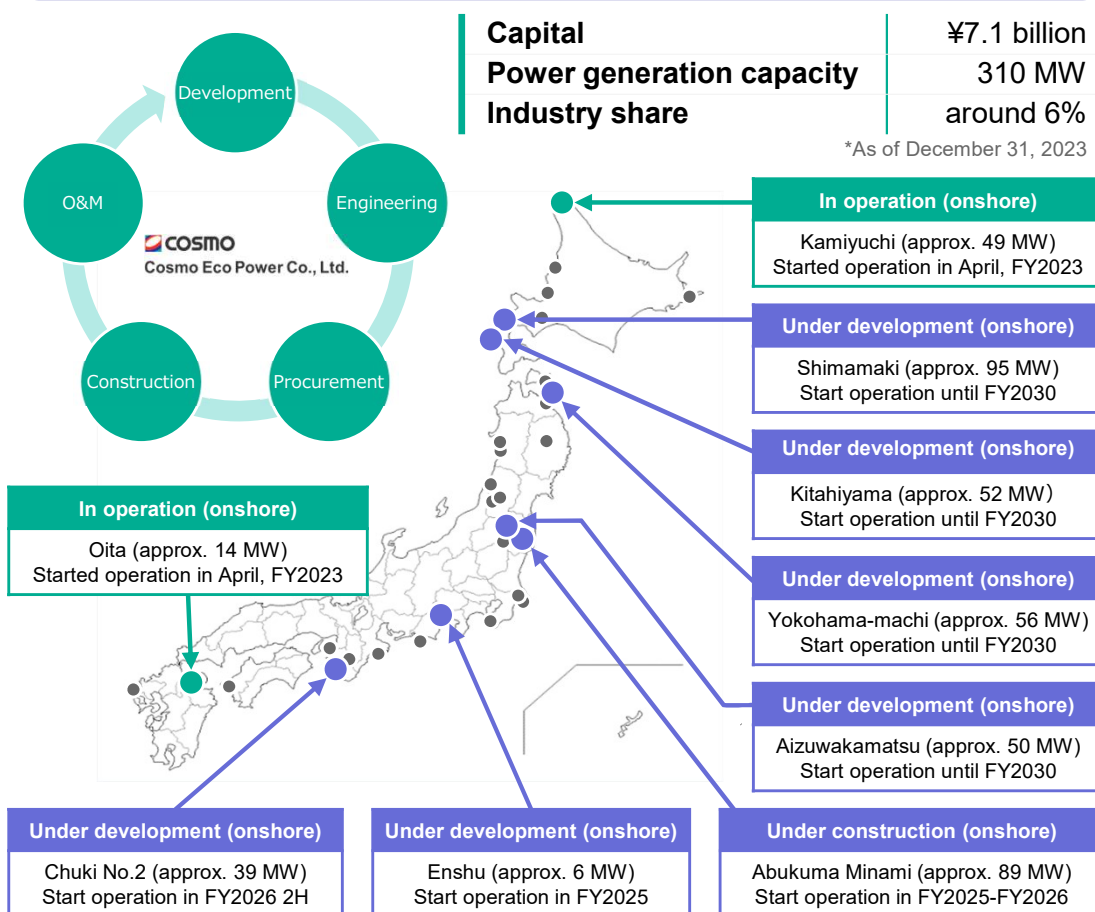 Capital ¥7.1 billion
Power generation capacity 310 MW
Industry share around 6%
*As of December 31, 2023
Development
Engineering
Procurement
Construction
O&M
COSMO
Cosmo Eco Power Co., Ltd.
In operation (onshore)
Kamiyuchi (approx. 49 MW)
Started operation in April, FY2023
Under development (onshore)
Shimamaki (approx. 95 MW)
Start operation until FY2030
Under development (onshore)
Kitahiyama (approx. 52 MW)
Start operation until FY2030
Under development (onshore)
Yokohama-machi (approx. 56 MW)
Start operation until FY2030
Under development (onshore)
Aizuwakamatsu (approx. 50 MW)
Start operation until FY2030
In operation (onshore)
Oita (approx. 14 MW)
Started operation in April, FY2023
Under development (onshore)
Chuki No.2 (approx. 39 MW)
Start operation in FY2026 2H
Under development (onshore)
Enshu (approx. 6 MW)
Start operation in FY2025
Under construction (onshore)
Abukuma Minami (approx. 89 MW)
Start operation in FY2025-FY2026